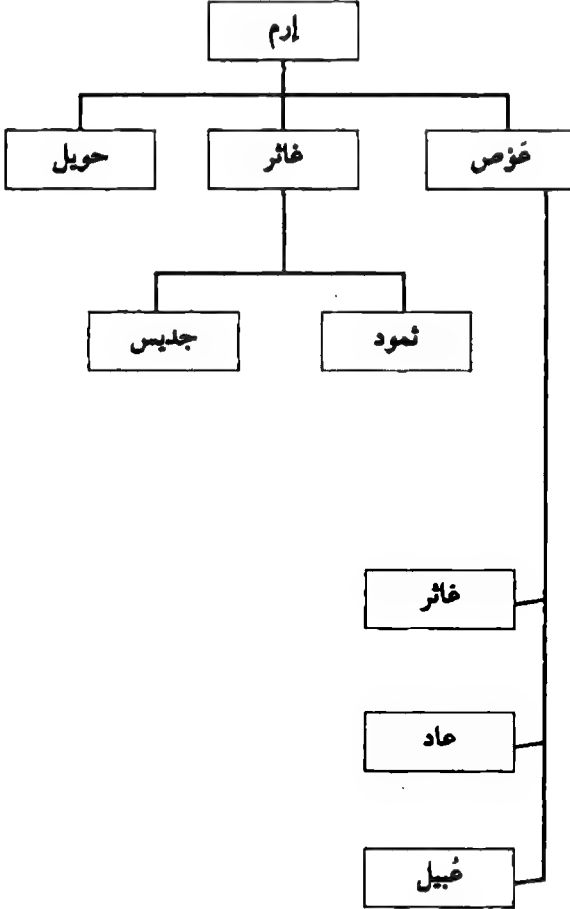 إرم
عَوْص
غاثر
حويل
ثمود
جديس
غاثر
عاد
عُبيل